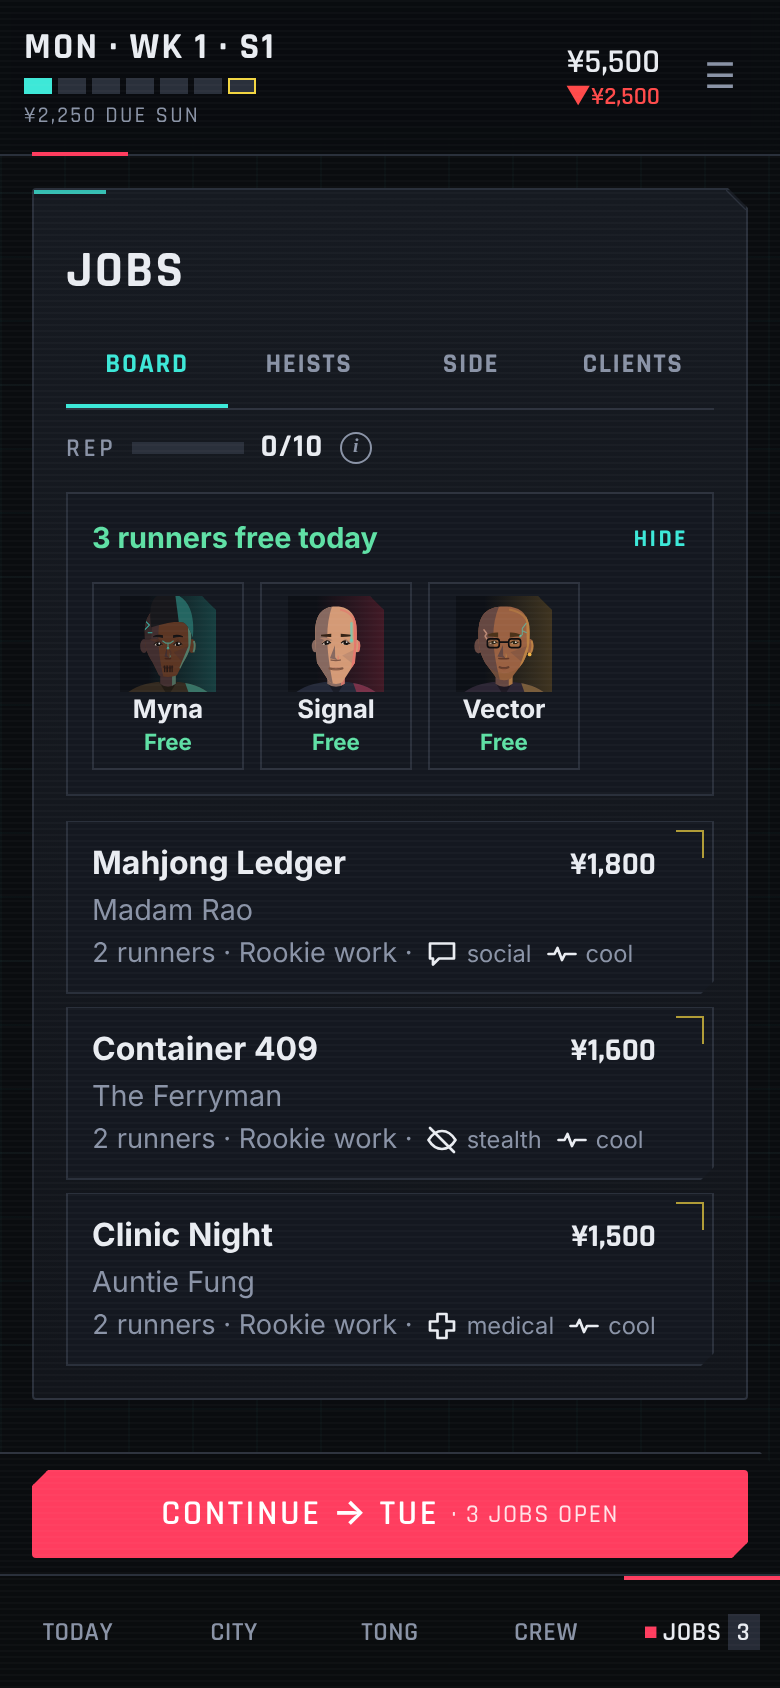 MON · WK 1 · S1
¥2,250 DUE SUN
¥5,500
▼¥2,500
JOBS
BOARD HEISTS SIDE CLIENTS
REP 0/10 i
3 runners free today HIDE
Myna Signal Vector
Free Free Free
Mahjong Ledger ¥1,800
Madam Rao
2 runners · Rookie work · social cool
Container 409 ¥1,600
The Ferryman
2 runners · Rookie work · stealth cool
Clinic Night ¥1,500
Auntie Fung
2 runners · Rookie work · medical cool
CONTINUE → TUE · 3 JOBS OPEN
TODAY CITY TONG CREW JOBS 3